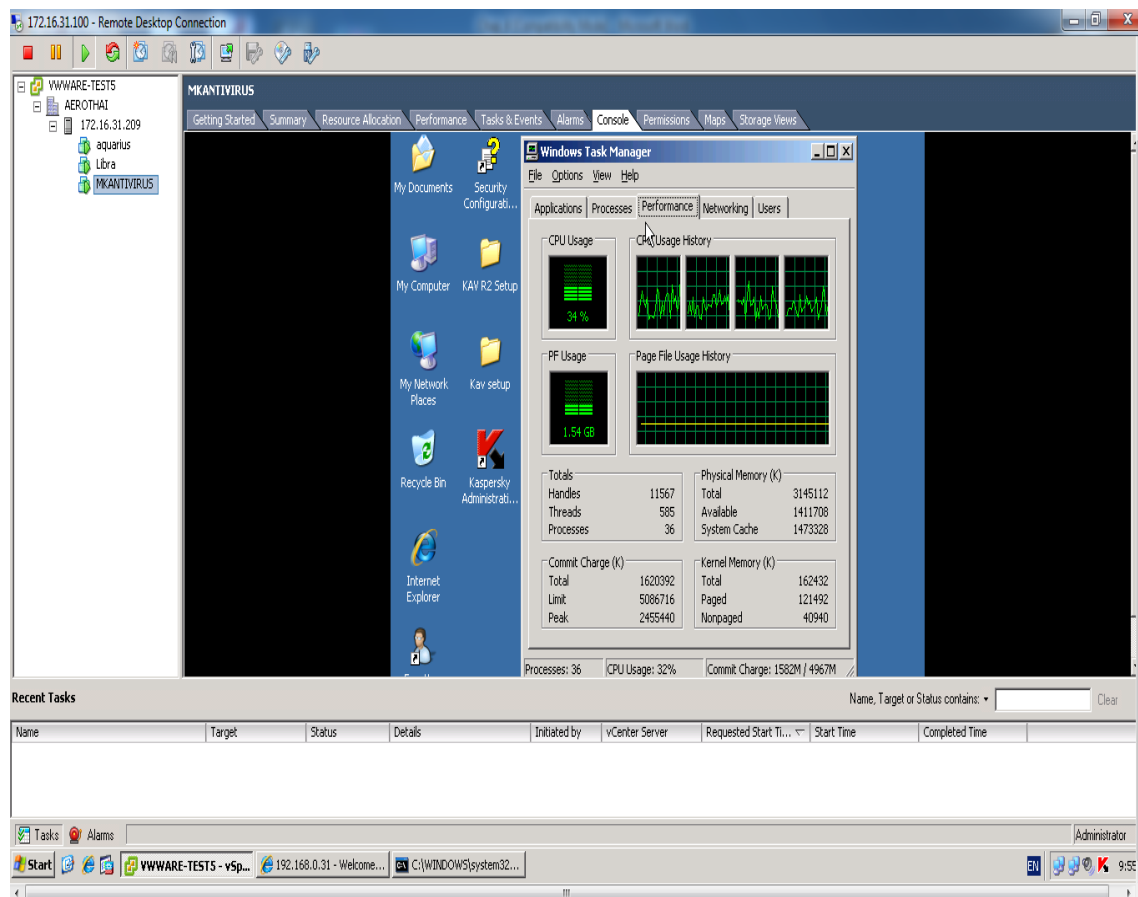 172.16.31.100 - Remote Desktop Connection
VWWARE-TEST5
AEROTHAI
172.16.31.209
aquarius
Libra
MKANTIVIRUS
MKANTIVIRUS
Getting Started Summary Resource Allocation Performance Tasks & Events Alarms Console Permissions Maps Storage Views
My Documents
Security Configurati...
My Computer
KAV R2 Setup
My Network Places
Kav setup
Recycle Bin
Kaspersky Administrati...
Internet Explorer
Windows Task Manager
File Options View Help
Applications Processes Performance Networking Users
CPU Usage
34 %
CPU Usage History
PF Usage
1.54 GB
Page File Usage History
Totals
Handles 11567
Threads 585
Processes 36
Physical Memory (K)
Total 3145112
Available 1411708
System Cache 1473328
Commit Charge (K)
Total 1620392
Limit 5086716
Peak 2455440
Kernel Memory (K)
Total 162432
Paged 121492
Nonpaged 40940
Processes: 36 CPU Usage: 32% Commit Charge: 1582M / 4967M
Recent Tasks
Name, Target or Status contains:
Clear
Name Target Status Details Initiated by vCenter Server Requested Start Ti... Start Time Completed Time
Tasks Alarms
Administrator
Start VWWARE-TEST5 - vSp... 192.168.0.31 - Welcome... C:\WINDOWS\system32... EN 9:55